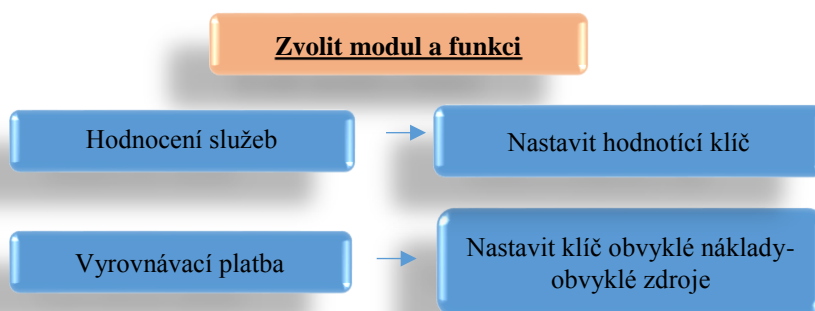 Zvolit modul a funkci
Hodnocení služeb
Nastavit hodnotící klíč
Vyrovnávací platba
Nastavit klíč obvyklé náklady-
obvyklé zdroje